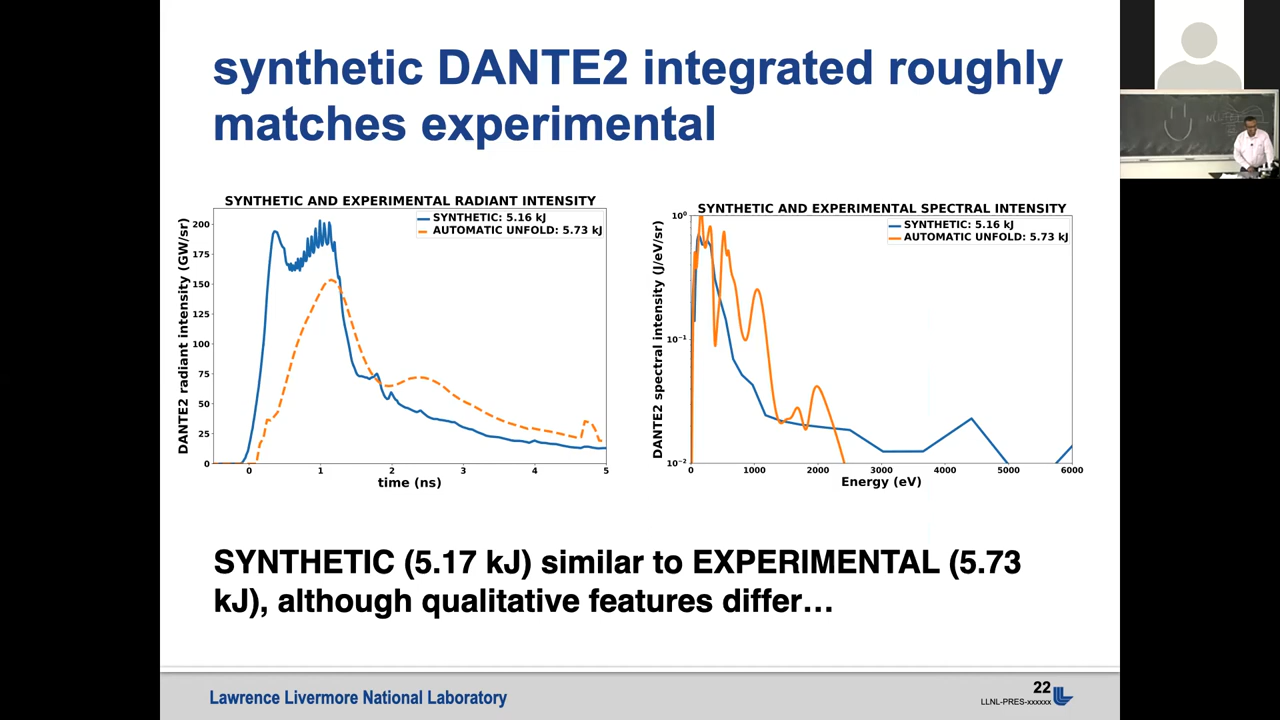 synthetic DANTE2 integrated roughly
matches experimental
SYNTHETIC AND EXPERIMENTAL RADIANT INTENSITY
SYNTHETIC: 5.16 kJ
AUTOMATIC UNFOLD: 5.73 kJ
DANTE2 radiant intensity (GW/sr)
200
175
150
125
100
75
50
25
0
0 1 2 3 4 5
time (ns)
SYNTHETIC AND EXPERIMENTAL SPECTRAL INTENSITY
SYNTHETIC: 5.16 kJ
AUTOMATIC UNFOLD: 5.73 kJ
DANTE2 spectral intensity (J/eV/sr)
10⁰
10⁻¹
10⁻²
0 1000 2000 3000 4000 5000 6000
Energy (eV)
SYNTHETIC (5.17 kJ) similar to EXPERIMENTAL (5.73
kJ), although qualitative features differ...
Lawrence Livermore National Laboratory
22
LLNL-PRES-xxxxxx